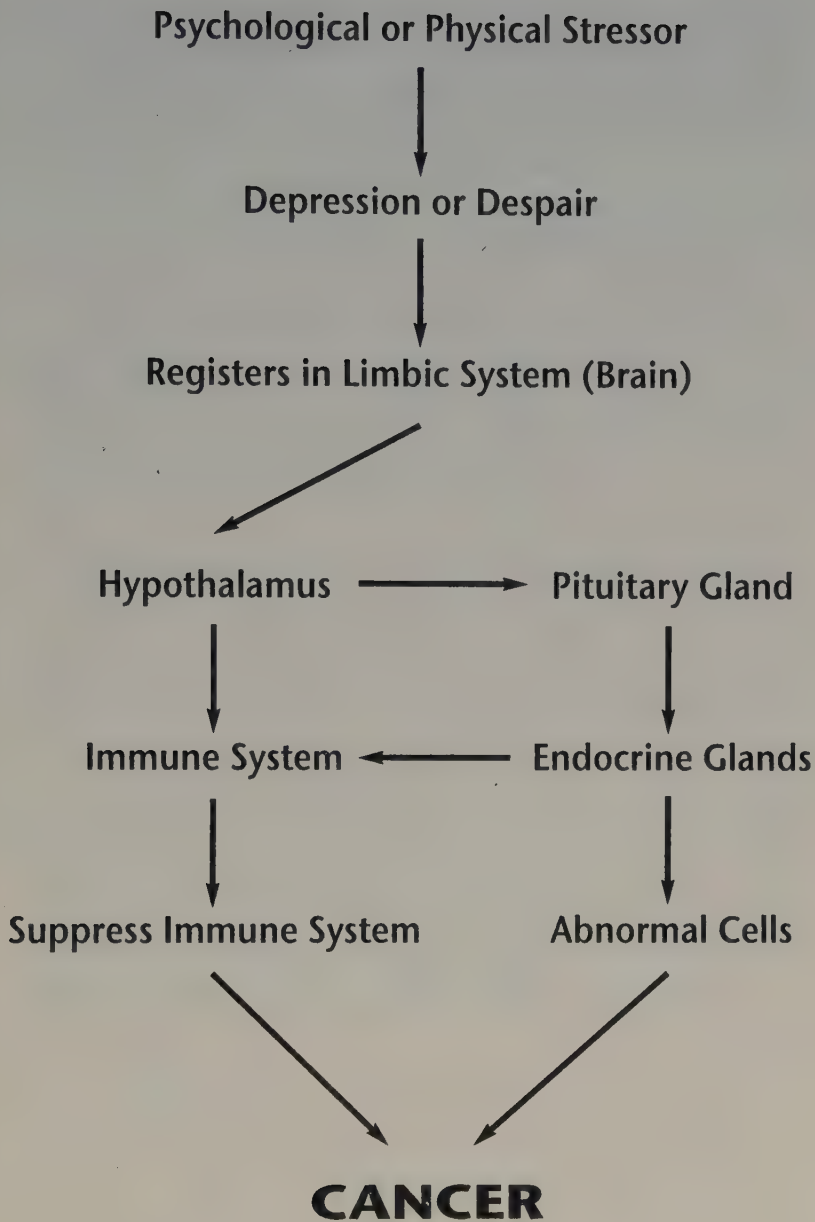 Psychological or Physical Stressor
Depression or Despair
Registers in Limbic System (Brain)
Hypothalamus
Pituitary Gland
Immune System
Endocrine Glands
Suppress Immune System
Abnormal Cells
CANCER